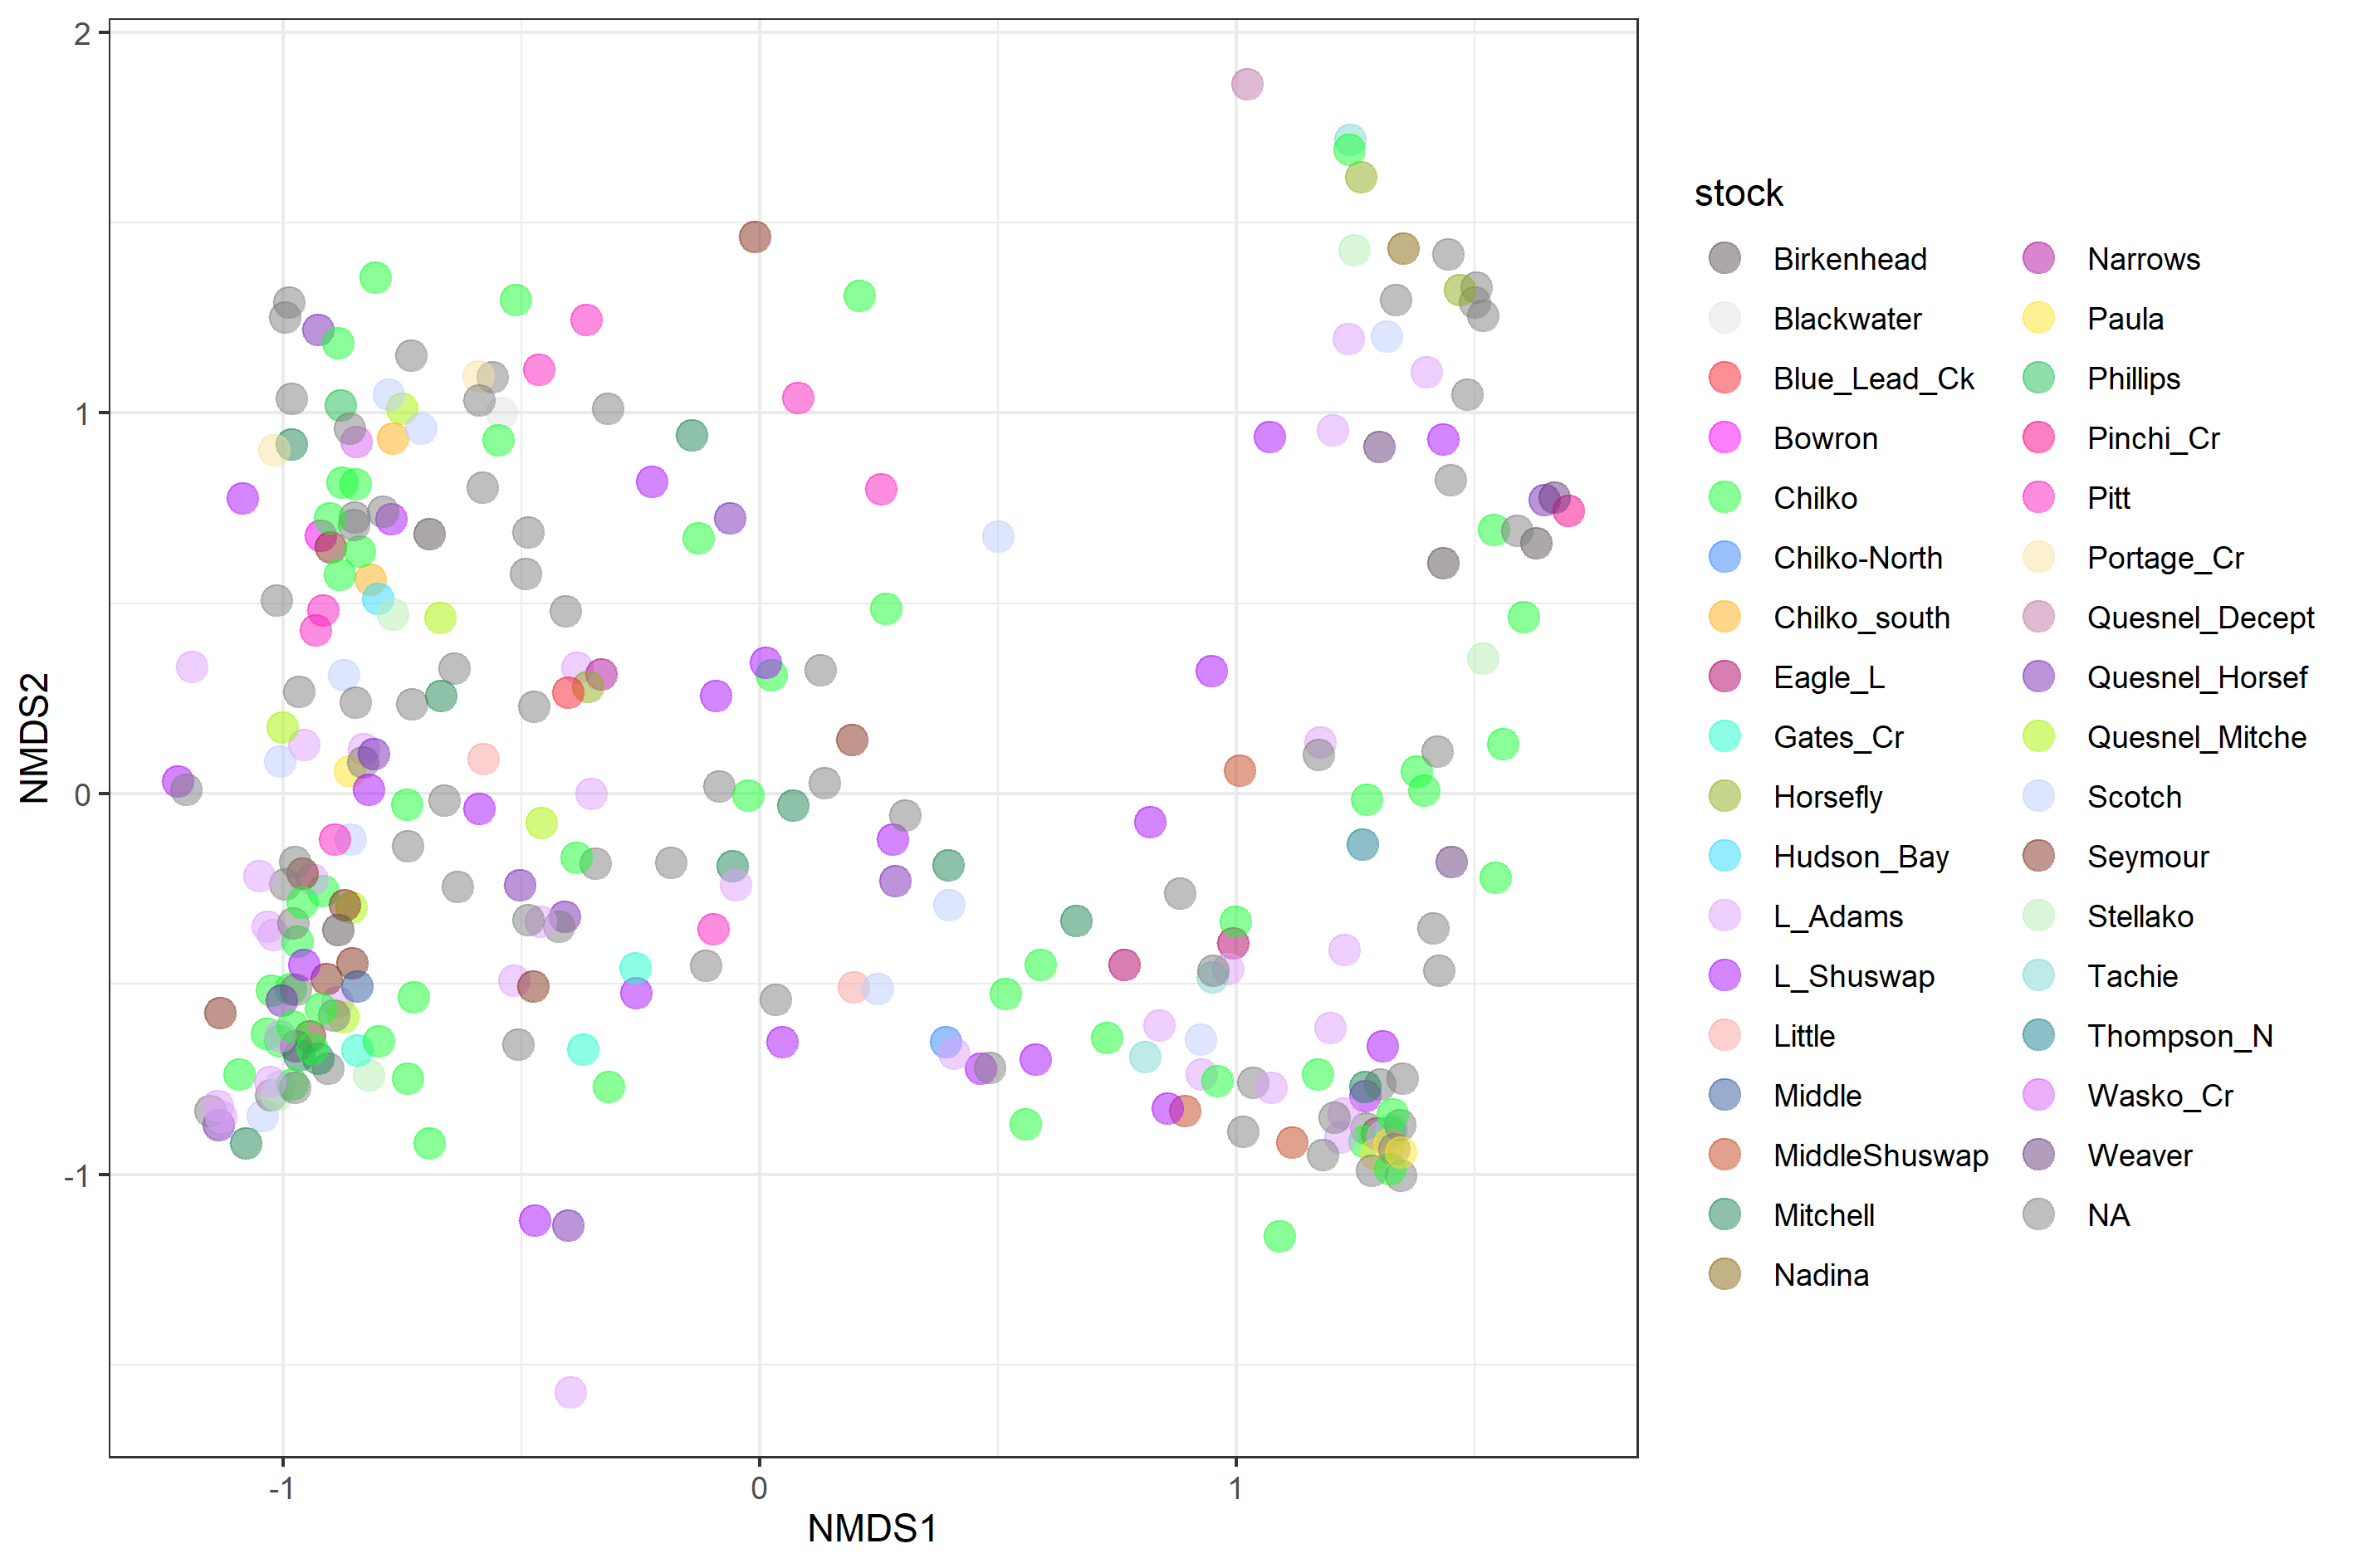 2
1
0
-1
NMDS2
-1
0
1
NMDS1
stock
Birkenhead
Blackwater
Blue_Lead_Ck
Bowron
Chilko
Chilko-North
Chilko_south
Eagle_L
Gates_Cr
Horsefly
Hudson_Bay
L_Adams
L_Shuswap
Little
Middle
MiddleShuswap
Mitchell
Nadina
Narrows
Paula
Phillips
Pinchi_Cr
Pitt
Portage_Cr
Quesnel_Decept
Quesnel_Horsef
Quesnel_Mitche
Scotch
Seymour
Stellako
Tachie
Thompson_N
Wasko_Cr
Weaver
NA